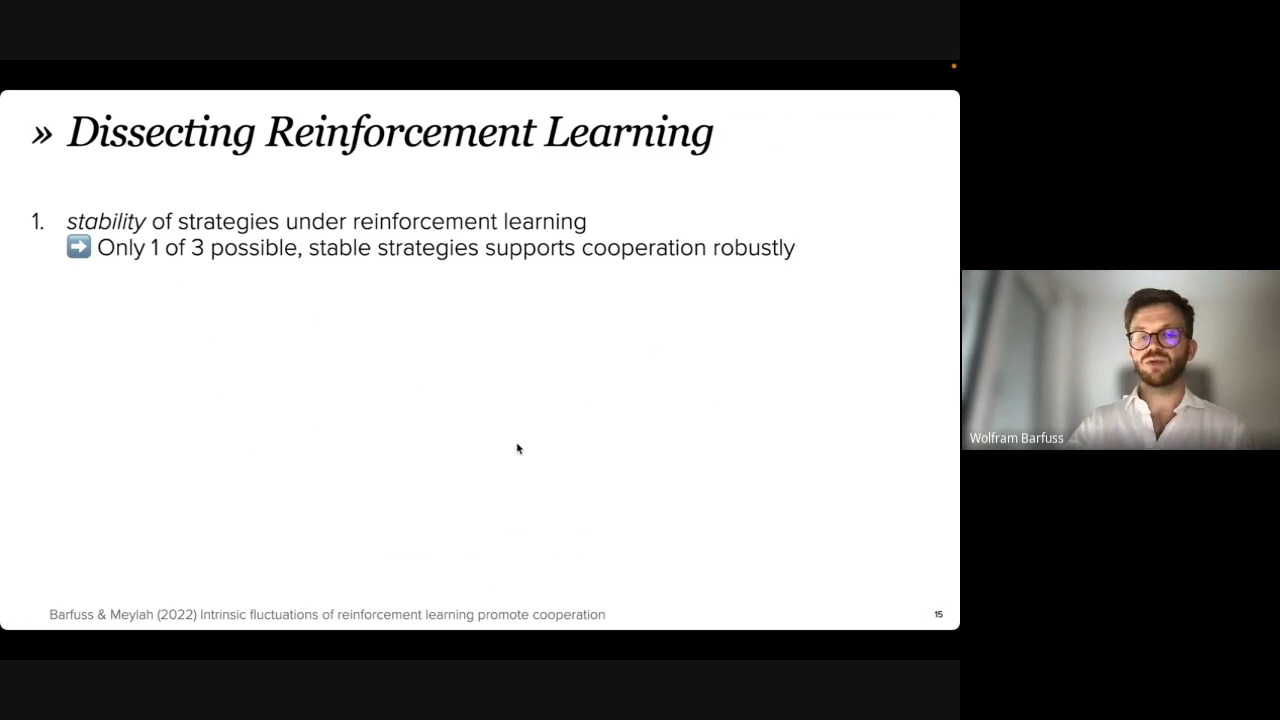 » Dissecting Reinforcement Learning
1. stability of strategies under reinforcement learning
➡ Only 1 of 3 possible, stable strategies supports cooperation robustly
Wolfram Barfuss
Barfuss & Meylah (2022) Intrinsic fluctuations of reinforcement learning promote cooperation
15